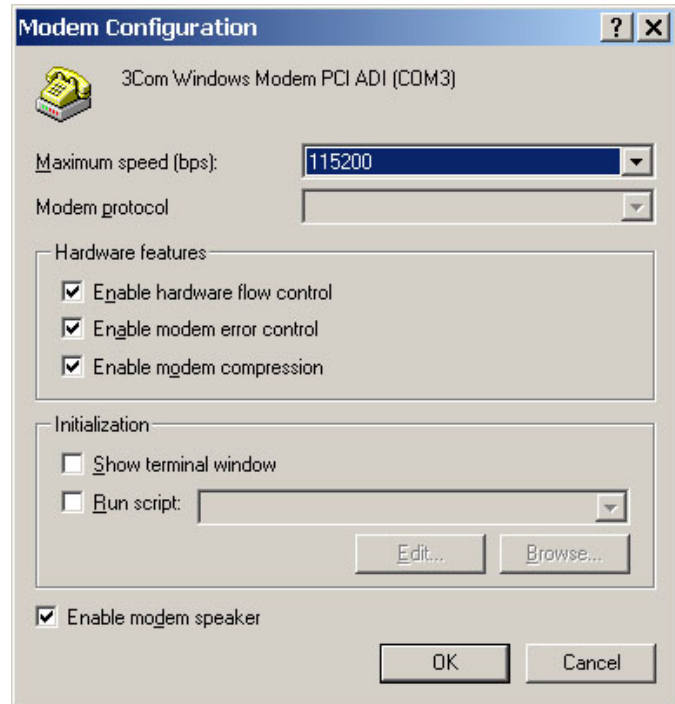 Modem Configuration
3Com Windows Modem PCI ADI (COM3)
Maximum speed (bps): 115200
Modem protocol
Hardware features
Enable hardware flow control
Enable modem error control
Enable modem compression
Initialization
Show terminal window
Run script:
Edit... Browse...
Enable modem speaker
OK Cancel